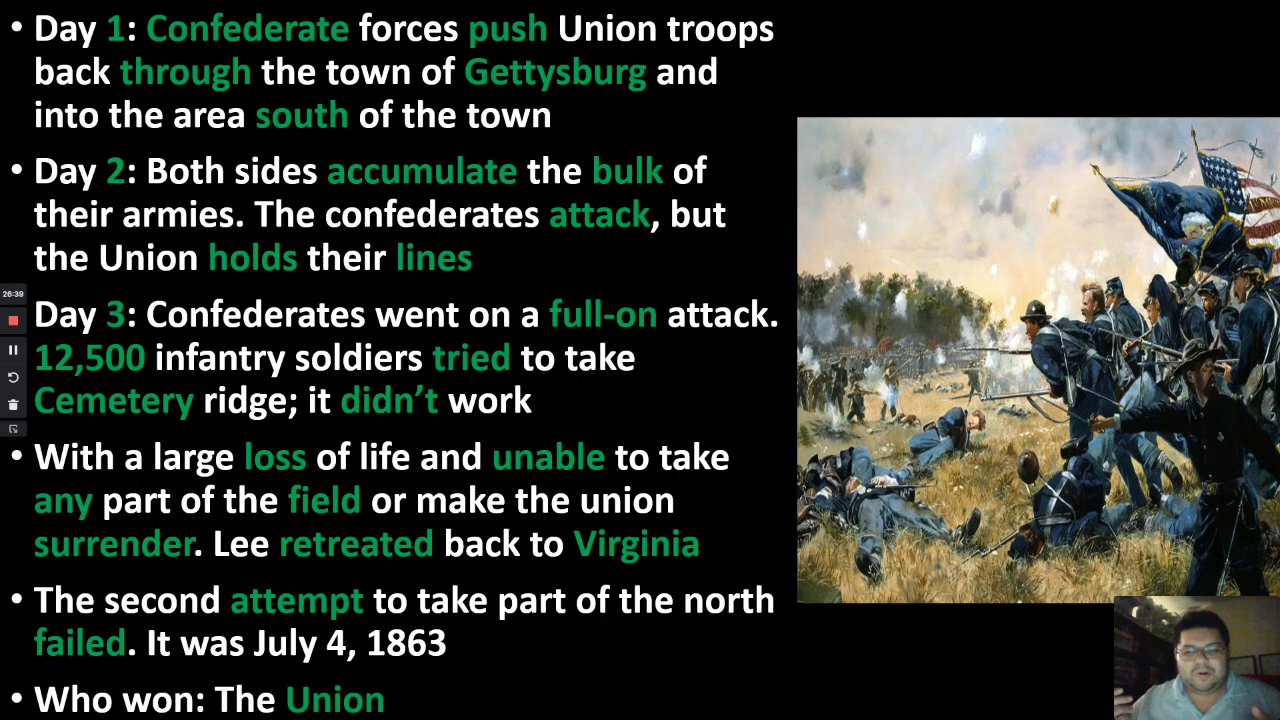 • Day 1: Confederate forces push Union troops
back through the town of Gettysburg and
into the area south of the town
• Day 2: Both sides accumulate the bulk of
their armies. The confederates attack, but
the Union holds their lines
26:39
Day 3: Confederates went on a full-on attack.
12,500 infantry soldiers tried to take
Cemetery ridge; it didn't work
• With a large loss of life and unable to take
any part of the field or make the union
surrender. Lee retreated back to Virginia
• The second attempt to take part of the north
failed. It was July 4, 1863
• Who won: The Union